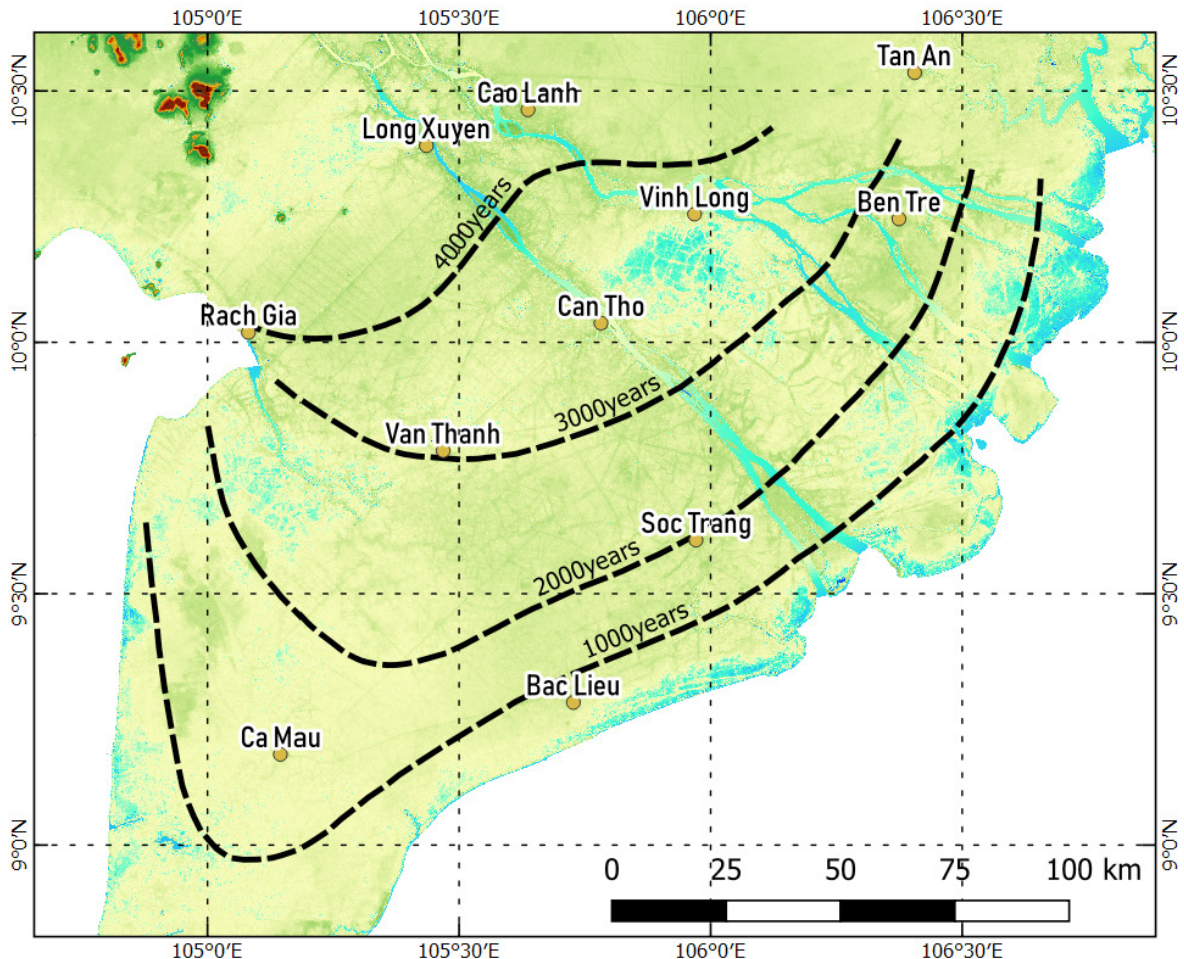 105°0′E 105°30′E 106°0′E 106°30′E
Tan An
10°30′N 10°30′N
Cao Lanh
Long Xuyen
4000years
Vinh Long
Ben Tre
Rach Gia
Can Tho
10°0′N 10°0′N
3000years
Van Thanh
Soc Trang
2000years
9°30′N 9°30′N
1000years
Bac Lieu
Ca Mau
9°0′N 9°0′N
0 25 50 75 100 km
105°0′E 105°30′E 106°0′E 106°30′E